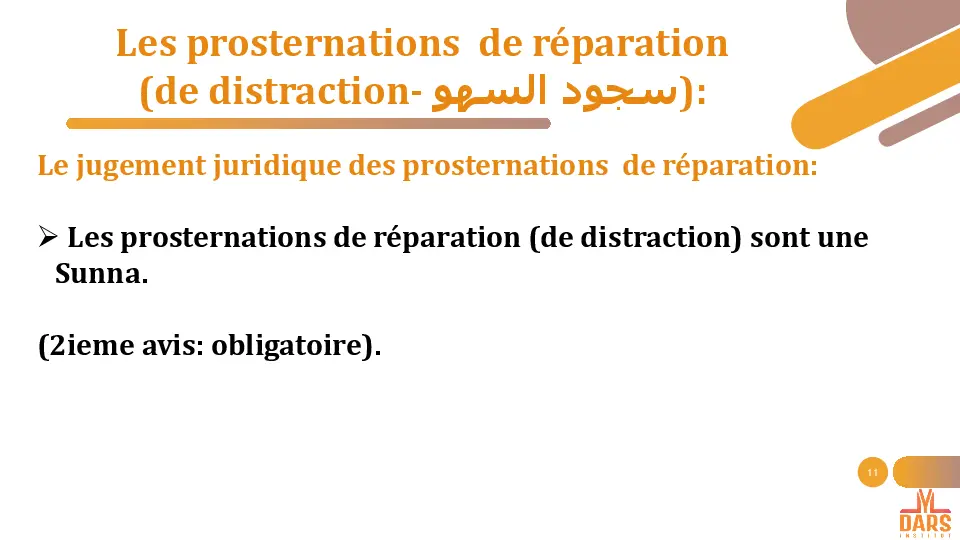 Les prosternations de réparation
(de distraction- سجود السهو):
Le jugement juridique des prosternations de réparation:
➢ Les prosternations de réparation (de distraction) sont une
Sunna.
(2ieme avis: obligatoire).
11
DARS
INSTITUT